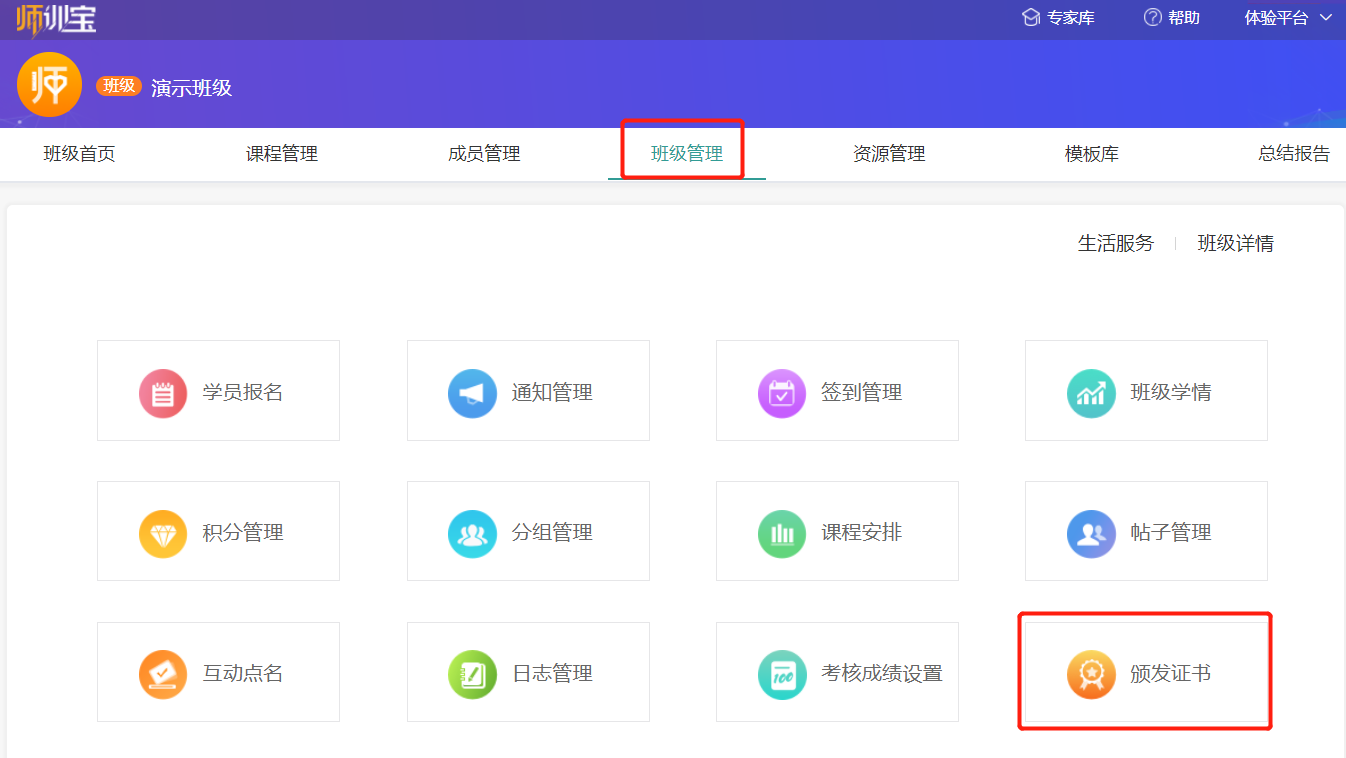 师训宝 专家库 帮助 体验平台
师 班级 演示班级
班级首页 课程管理 成员管理 班级管理 资源管理 模板库 总结报告
生活服务 班级详情
学员报名 通知管理 签到管理 班级学情
积分管理 分组管理 课程安排 帖子管理
互动点名 日志管理 100 考核成绩设置 颁发证书